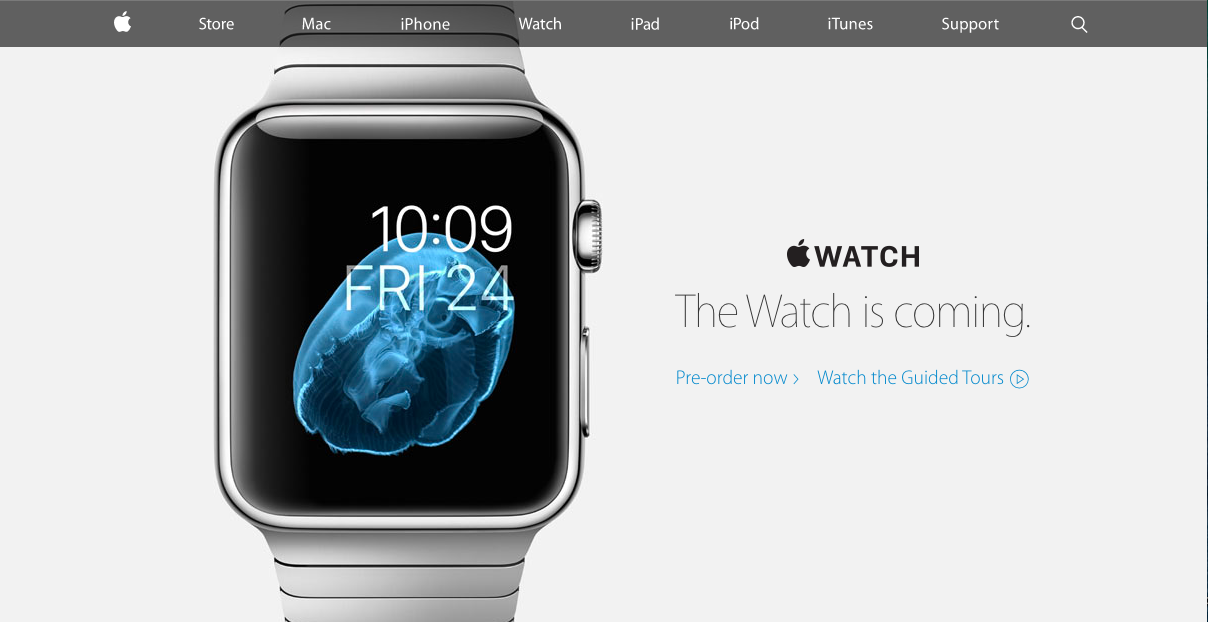 Store Mac iPhone Watch iPad iPod iTunes Support
10:09
FRI 24
WATCH
The Watch is coming.
Pre-order now › Watch the Guided Tours